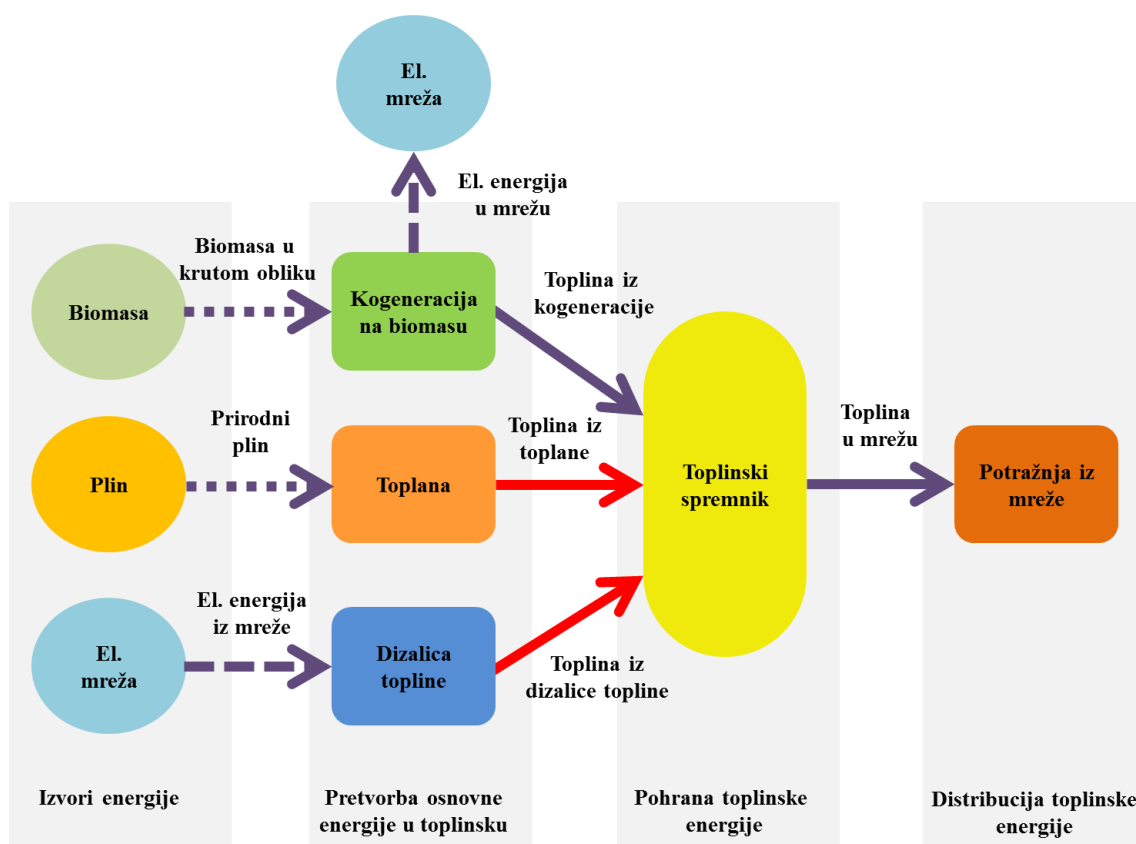 El.
mreža
El. energija
u mrežu
Biomasa u
krutom obliku
Biomasa
Kogeneracija
na biomasu
Toplina iz
kogeneracije
Prirodni
plin
Plin
Toplana
Toplina iz
toplane
Toplinski
spremnik
Toplina
u mrežu
Potražnja iz
mreže
El. energija
iz mreže
El.
mreža
Dizalica
topline
Toplina iz
dizalice topline
Izvori energije
Pretvorba osnovne
energije u toplinsku
Pohrana toplinske
energije
Distribucija toplinske
energije